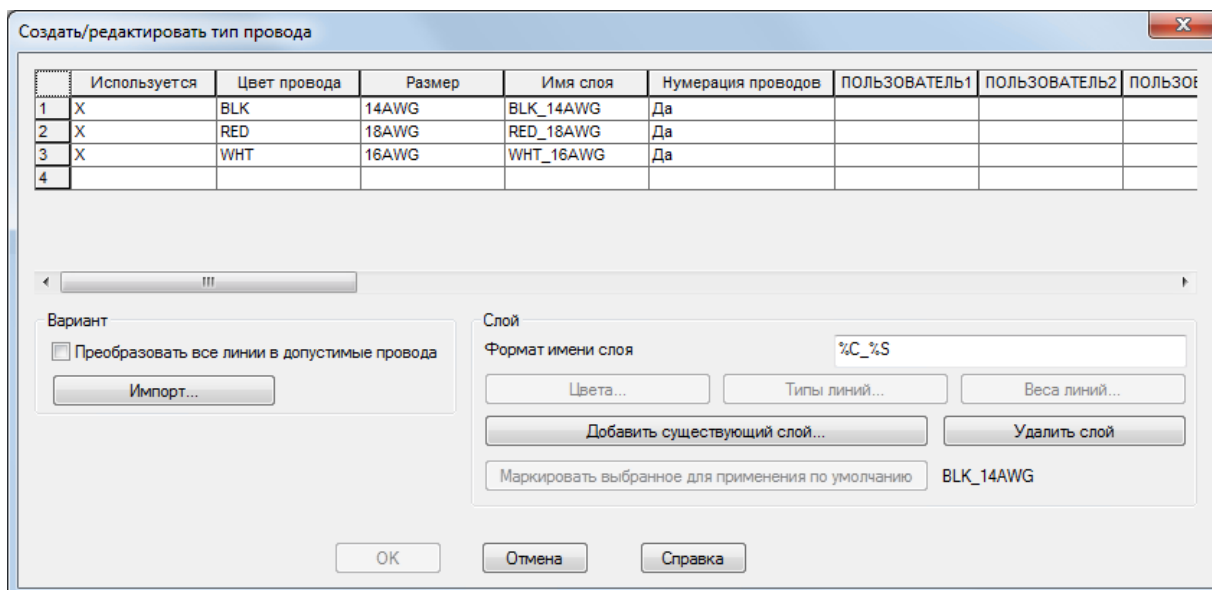 Создать/редактировать тип провода
Используется Цвет провода Размер Имя слоя Нумерация проводов ПОЛЬЗОВАТЕЛЬ1 ПОЛЬЗОВАТЕЛЬ2 ПОЛЬЗОВ
1 X BLK 14AWG BLK_14AWG Да
2 X RED 18AWG RED_18AWG Да
3 X WHT 16AWG WHT_16AWG Да
4
Вариант
Преобразовать все линии в допустимые провода
Импорт...
Слой
Формат имени слоя %C_%S
Цвета... Типы линий... Веса линий...
Добавить существующий слой... Удалить слой
Маркировать выбранное для применения по умолчанию BLK_14AWG
OK Отмена Справка